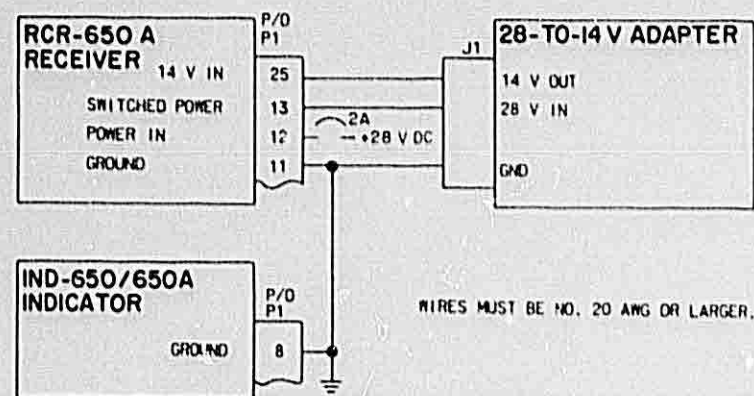 RCR-650 A
RECEIVER
14 V IN
SWITCHED POWER
POWER IN
GROUND
P/O
P1
25
13
12
11
2A
+28 V DC
J1
28-TO-14 V ADAPTER
14 V OUT
28 V IN
GND
IND-650/650A
INDICATOR
GROUND
P/O
P1
8
WIRES MUST BE NO. 20 AWG OR LARGER.